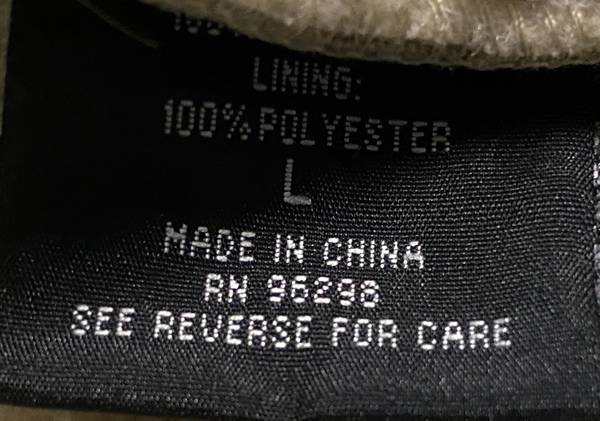 LINING:
100% POLYESTER
L
MADE IN CHINA
RN 96298
SEE REVERSE FOR CARE